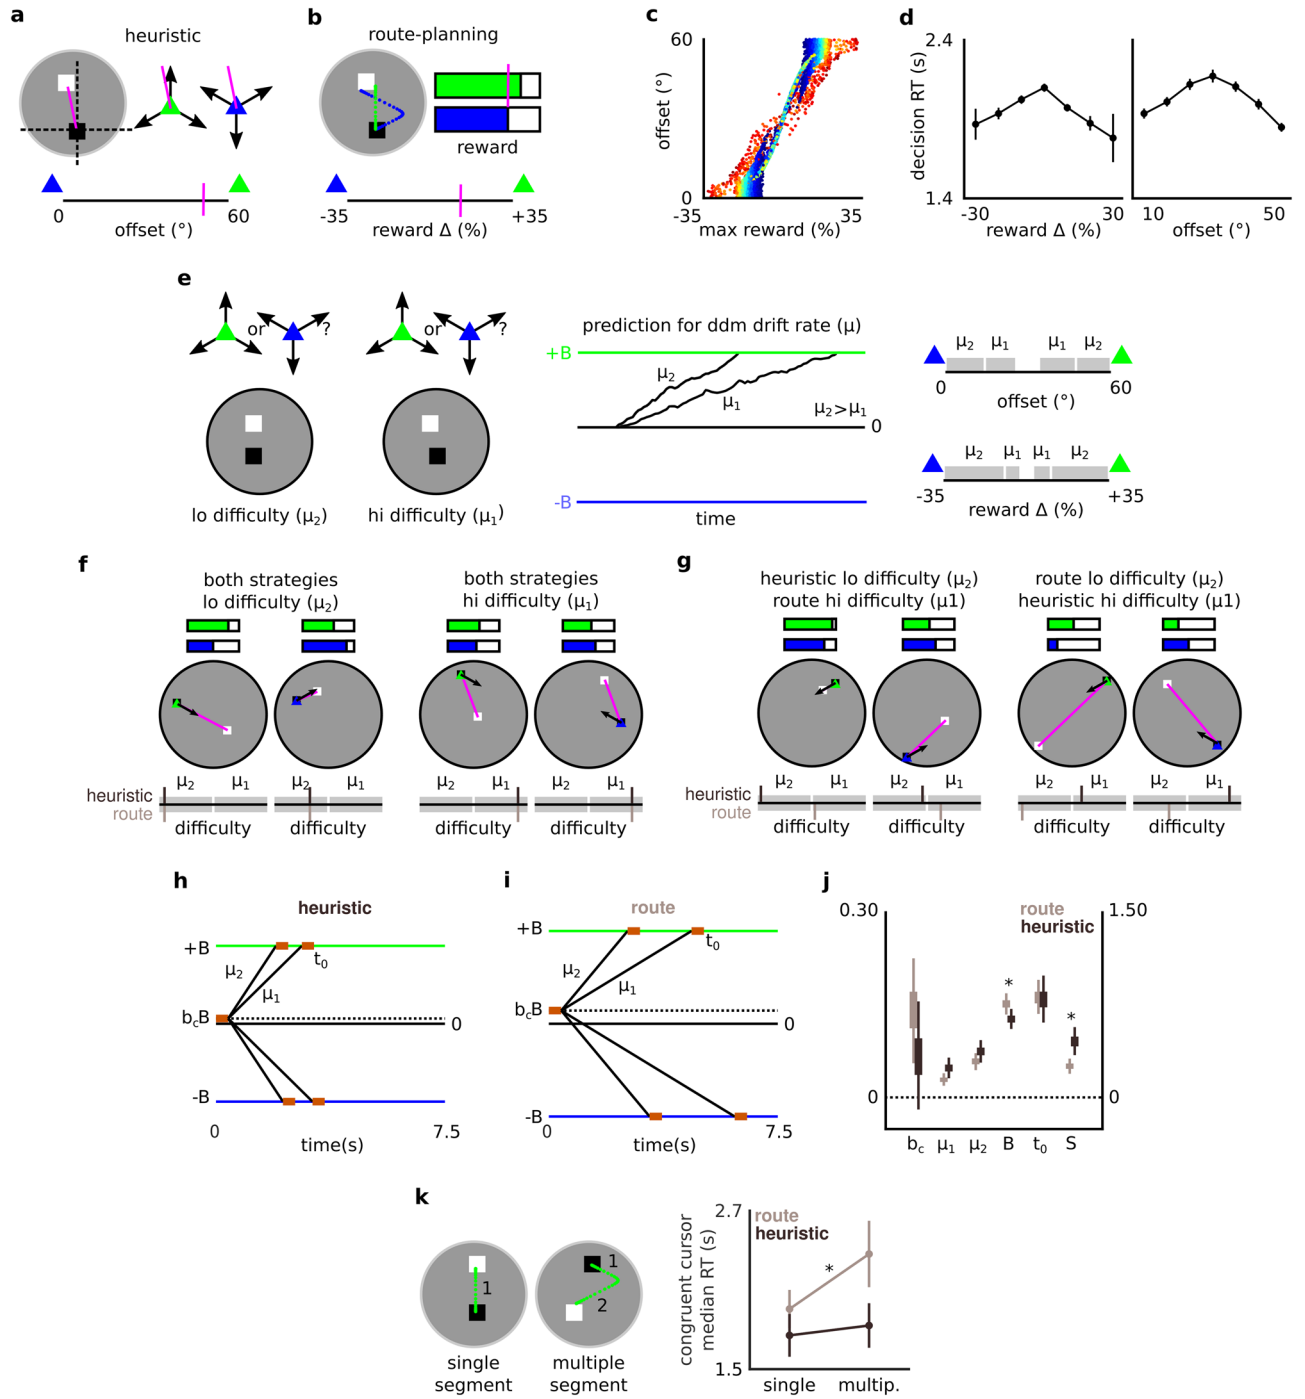 a
heuristic
0
60
offset (°)
b
route-planning
reward
-35
+35
reward Δ (%)
c
60
offset (°)
0
-35
35
max reward (%)
d
2.4
decision RT (s)
1.4
-30
30
reward Δ (%)
10
50
offset (°)
e
or
?
or
?
lo difficulty (μ2)
hi difficulty (μ1)
prediction for ddm drift rate (μ)
+B
μ2
μ1
μ2>μ1
0
-B
time
μ2 μ1 μ1 μ2
0
60
offset (°)
μ2 μ1 μ1 μ2
-35
+35
reward Δ (%)
f
both strategies
lo difficulty (μ2)
both strategies
hi difficulty (μ1)
μ2 μ1 μ2 μ1 μ2 μ1 μ2 μ1
heuristic
route
difficulty difficulty difficulty difficulty
g
heuristic lo difficulty (μ2)
route hi difficulty (μ1)
route lo difficulty (μ2)
heuristic hi difficulty (μ1)
μ2 μ1 μ2 μ1 μ2 μ1 μ2 μ1
heuristic
route
difficulty difficulty difficulty difficulty
h
heuristic
+B
t0
μ2
μ1
bcB
0
-B
0
7.5
time(s)
i
route
+B
t0
μ2
μ1
bcB
0
-B
0
7.5
time(s)
j
0.30
1.50
route
heuristic
*
*
0
0
bc μ1 μ2 B t0 S
k
1
1
2
single
segment
multiple
segment
congruent cursor
median RT (s)
2.7
route
heuristic
*
1.5
single multip.